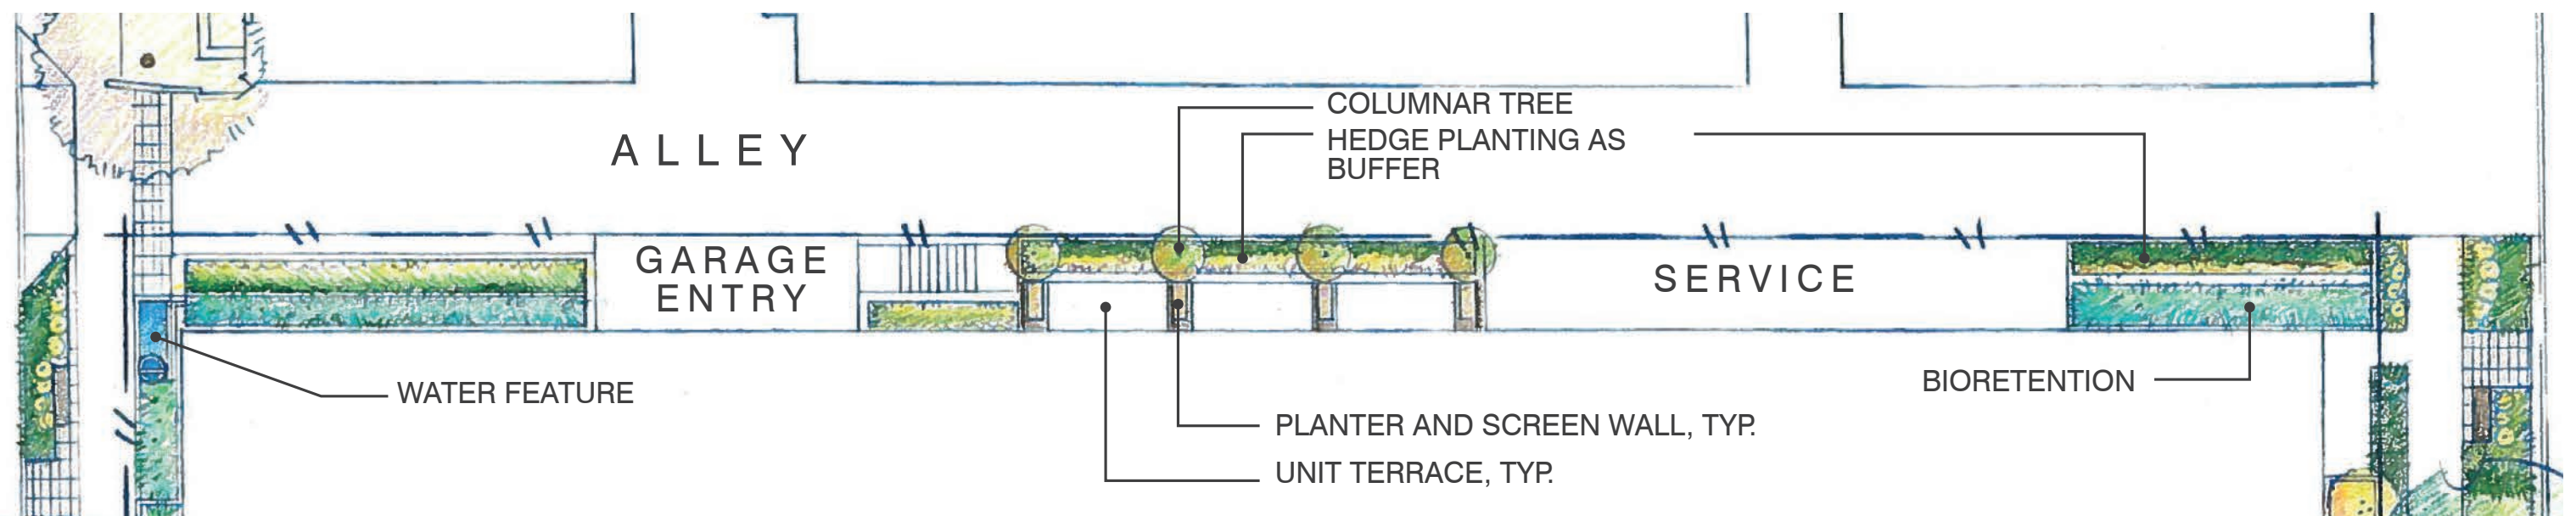 COLUMNAR TREE
HEDGE PLANTING AS
BUFFER
ALLEY
GARAGE
ENTRY
SERVICE
WATER FEATURE
BIORETENTION
PLANTER AND SCREEN WALL, TYP.
UNIT TERRACE, TYP.